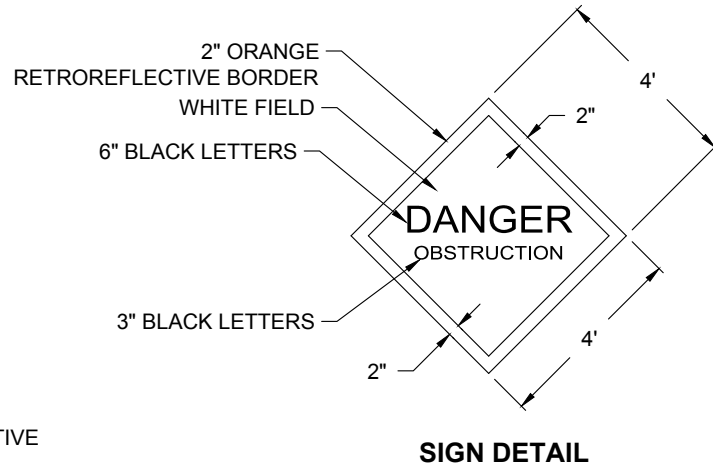 2" ORANGE
RETROREFLECTIVE BORDER
WHITE FIELD
6" BLACK LETTERS
3" BLACK LETTERS
2"
4'
2"
4'
DANGER
OBSTRUCTION
SIGN DETAIL